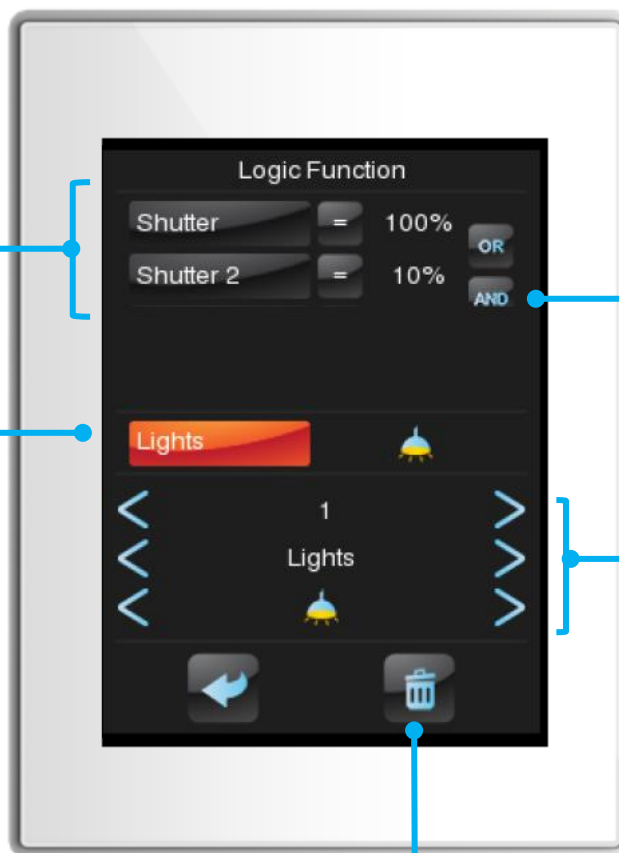 Logic Function
Shutter = 100%
OR
Shutter 2 = 10%
AND
Lights
1
Lights